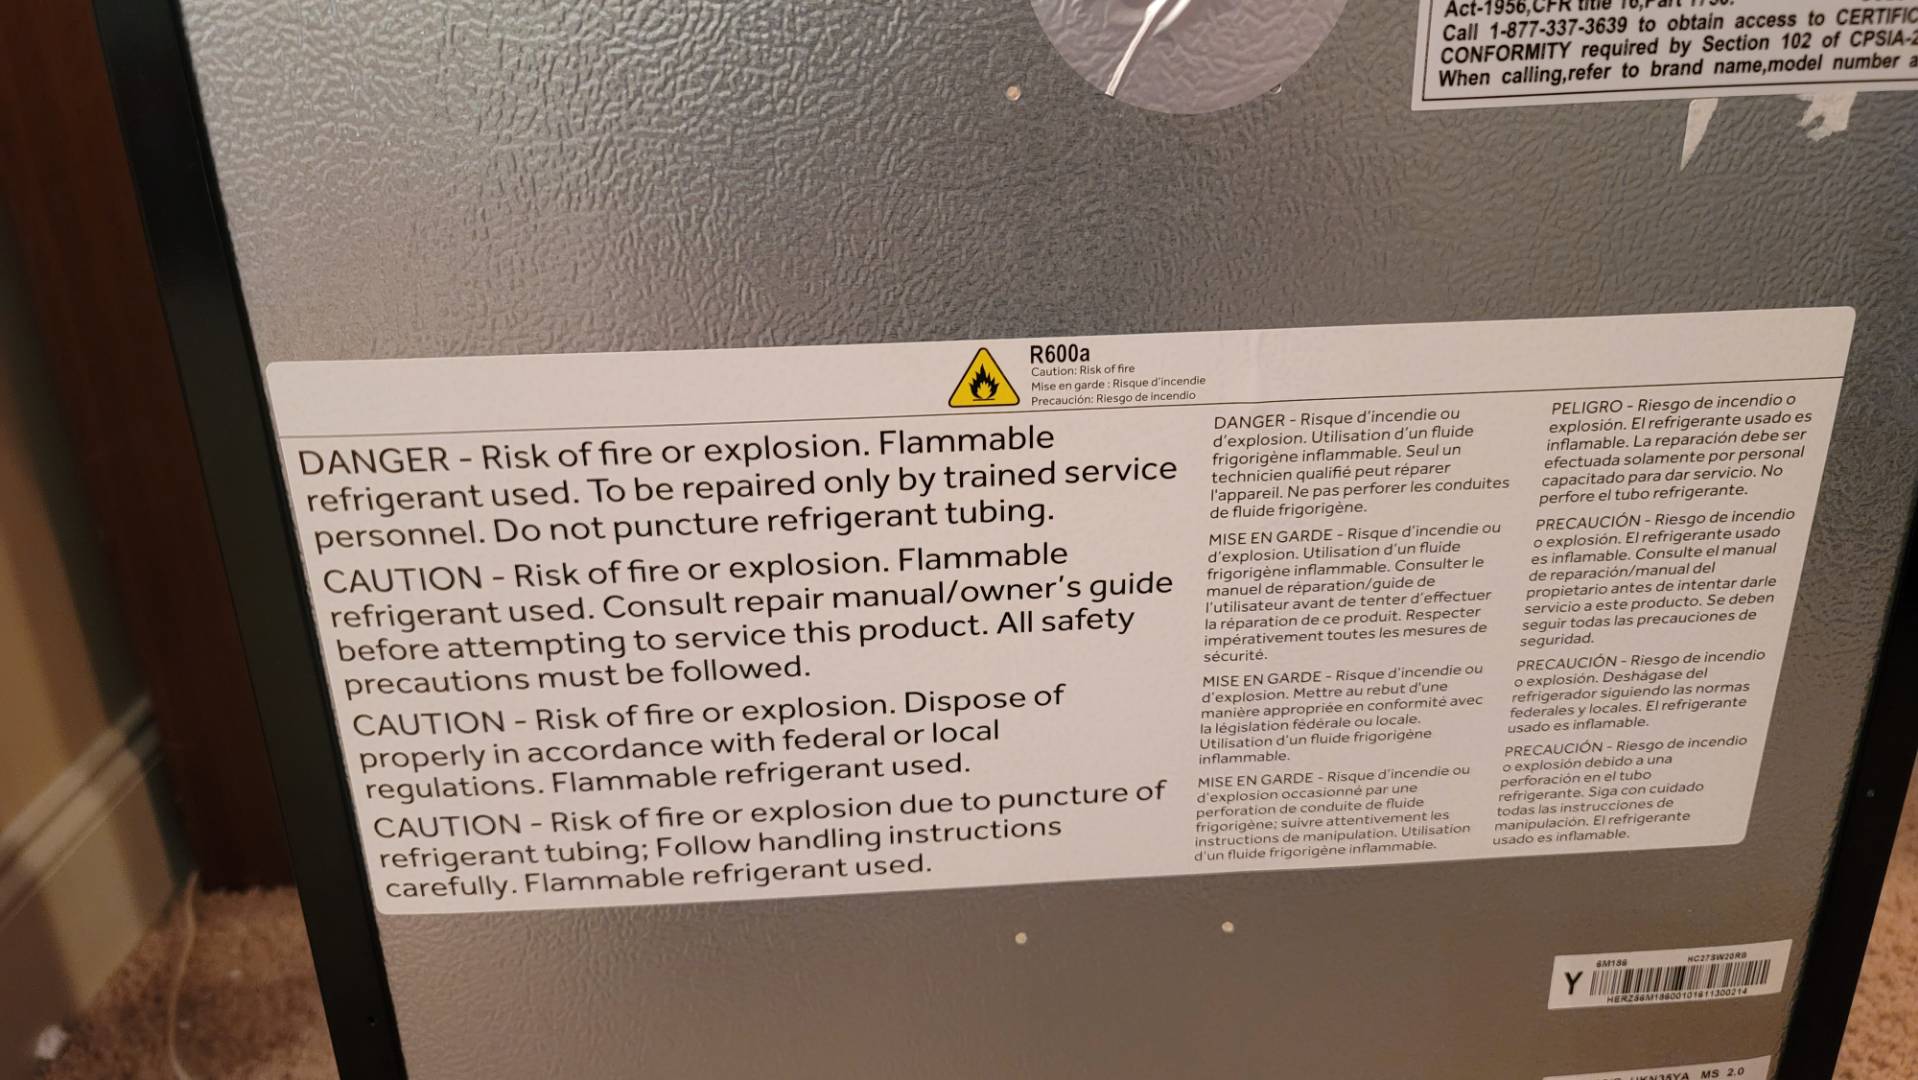 Act-1956,CFR title 16,Part 1750.
Call 1-877-337-3639 to obtain access to
CONFORMITY required by Section 102 of
When calling,refer to brand name,model number
R600a
Caution: Risk of fire
Mise en garde : Risque d'incendie
Precaución: Riesgo de incendio
DANGER - Risk of fire or explosion. Flammable
refrigerant used. To be repaired only by trained service
personnel. Do not puncture refrigerant tubing.
CAUTION - Risk of fire or explosion. Flammable
refrigerant used. Consult repair manual/owner's guide
before attempting to service this product. All safety
precautions must be followed.
CAUTION - Risk of fire or explosion. Dispose of
properly in accordance with federal or local
regulations. Flammable refrigerant used.
CAUTION - Risk of fire or explosion due to puncture of
refrigerant tubing; Follow handling instructions
carefully. Flammable refrigerant used.
DANGER - Risque d'incendie ou
d'explosion. Utilisation d'un fluide
frigorigène inflammable. Seul un
technicien qualifié peut réparer
l'appareil. Ne pas perforer les conduites
de fluide frigorigène.
MISE EN GARDE - Risque d'incendie ou
d'explosion. Utilisation d'un fluide
frigorigène inflammable. Consulter le
manuel de réparation/guide de
l'utilisateur avant de tenter d'effectuer
la réparation de ce produit. Respecter
impérativement toutes les mesures de
sécurité.
MISE EN GARDE - Risque d'incendie ou
d'explosion. Mettre au rebut d'une
manière appropriée en conformité avec
la législation fédérale ou locale.
Utilisation d'un fluide frigorigène
inflammable.
MISE EN GARDE - Risque d'incendie ou
d'explosion occasionné par une
perforation de conduite de fluide
frigorigène; suivre attentivement les
instructions de manipulation. Utilisation
d'un fluide frigorigène inflammable.
PELIGRO - Riesgo de incendio o
explosión. El refrigerante usado es
inflamable. La reparación debe ser
efectuada solamente por personal
capacitado para dar servicio. No
perfore el tubo refrigerante.
PRECAUCIÓN - Riesgo de incendio
o explosión. El refrigerante usado
es inflamable. Consulte el manual
de reparación/manual del
propietario antes de intentar darle
servicio a este producto. Se deben
seguir todas las precauciones de
seguridad.
PRECAUCIÓN - Riesgo de incendio
o explosión. Deshágase del
refrigerador siguiendo las normas
federales y locales. El refrigerante
usado es inflamable.
PRECAUCIÓN - Riesgo de incendio
o explosión debido a una
perforación en el tubo
refrigerante. Siga con cuidado
todas las instrucciones de
manipulación. El refrigerante
usado es inflamable.
6M186 HC27SW20RB
Y
MS 2.0